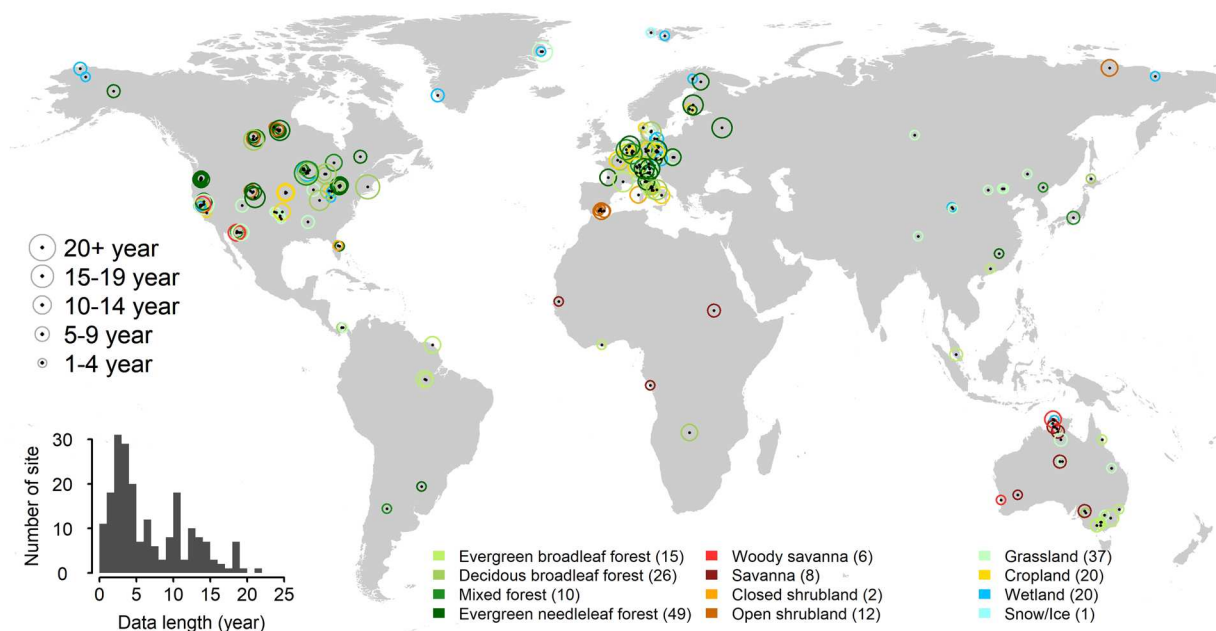 20+ year
15-19 year
10-14 year
5-9 year
1-4 year
30
20
10
0
Number of site
0 5 10 15 20 25
Data length (year)
Evergreen broadleaf forest (15)
Decidous broadleaf forest (26)
Mixed forest (10)
Evergreen needleleaf forest (49)
Woody savanna (6)
Savanna (8)
Closed shrubland (2)
Open shrubland (12)
Grassland (37)
Cropland (20)
Wetland (20)
Snow/Ice (1)